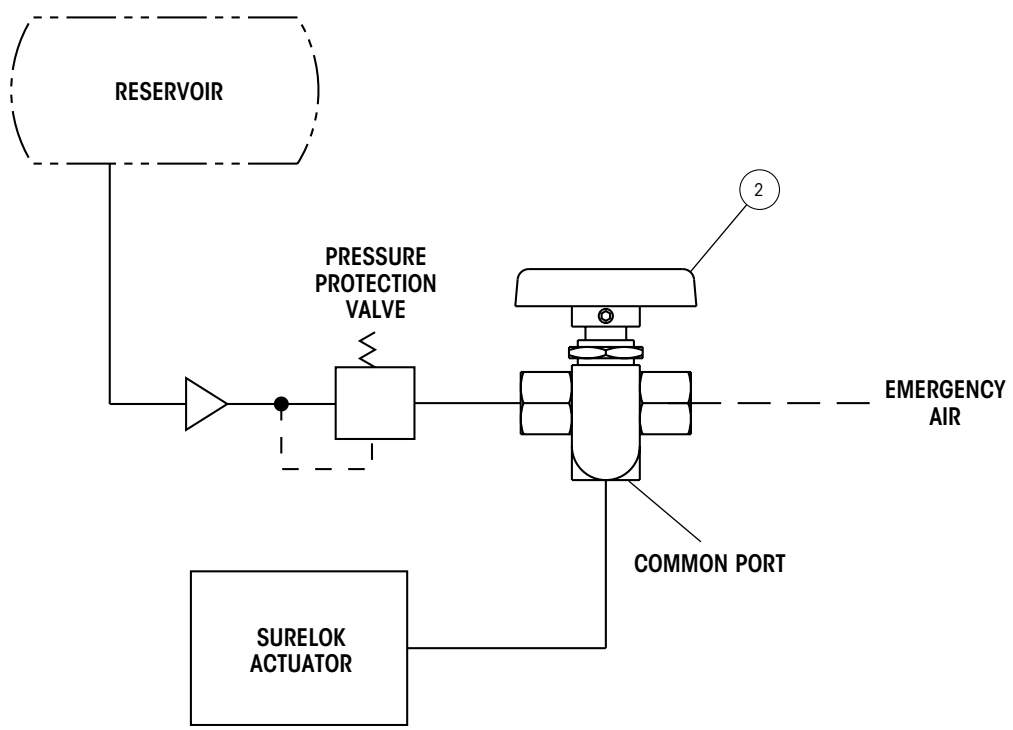 RESERVOIR
2
PRESSURE
PROTECTION
VALVE
EMERGENCY
AIR
COMMON PORT
SURELOK
ACTUATOR